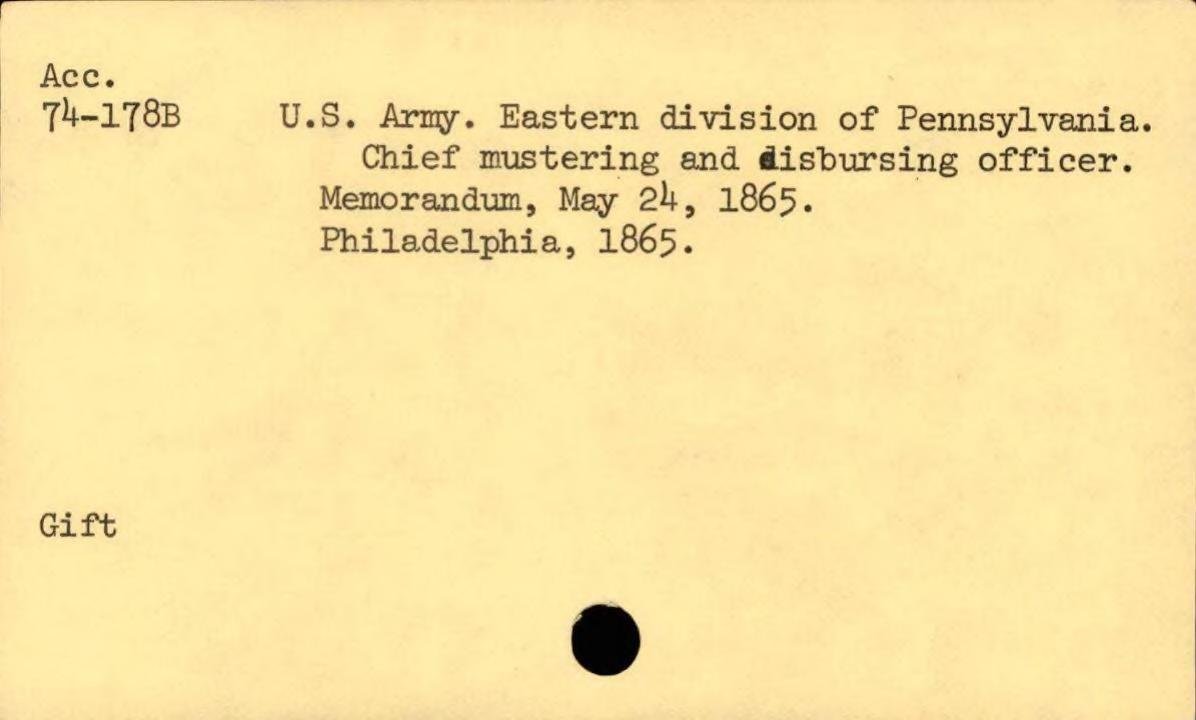 Acc.
74-178B U.S. Army. Eastern division of Pennsylvania.
Chief mustering and disbursing officer.
Memorandum, May 24, 1865.
Philadelphia, 1865.
Gift